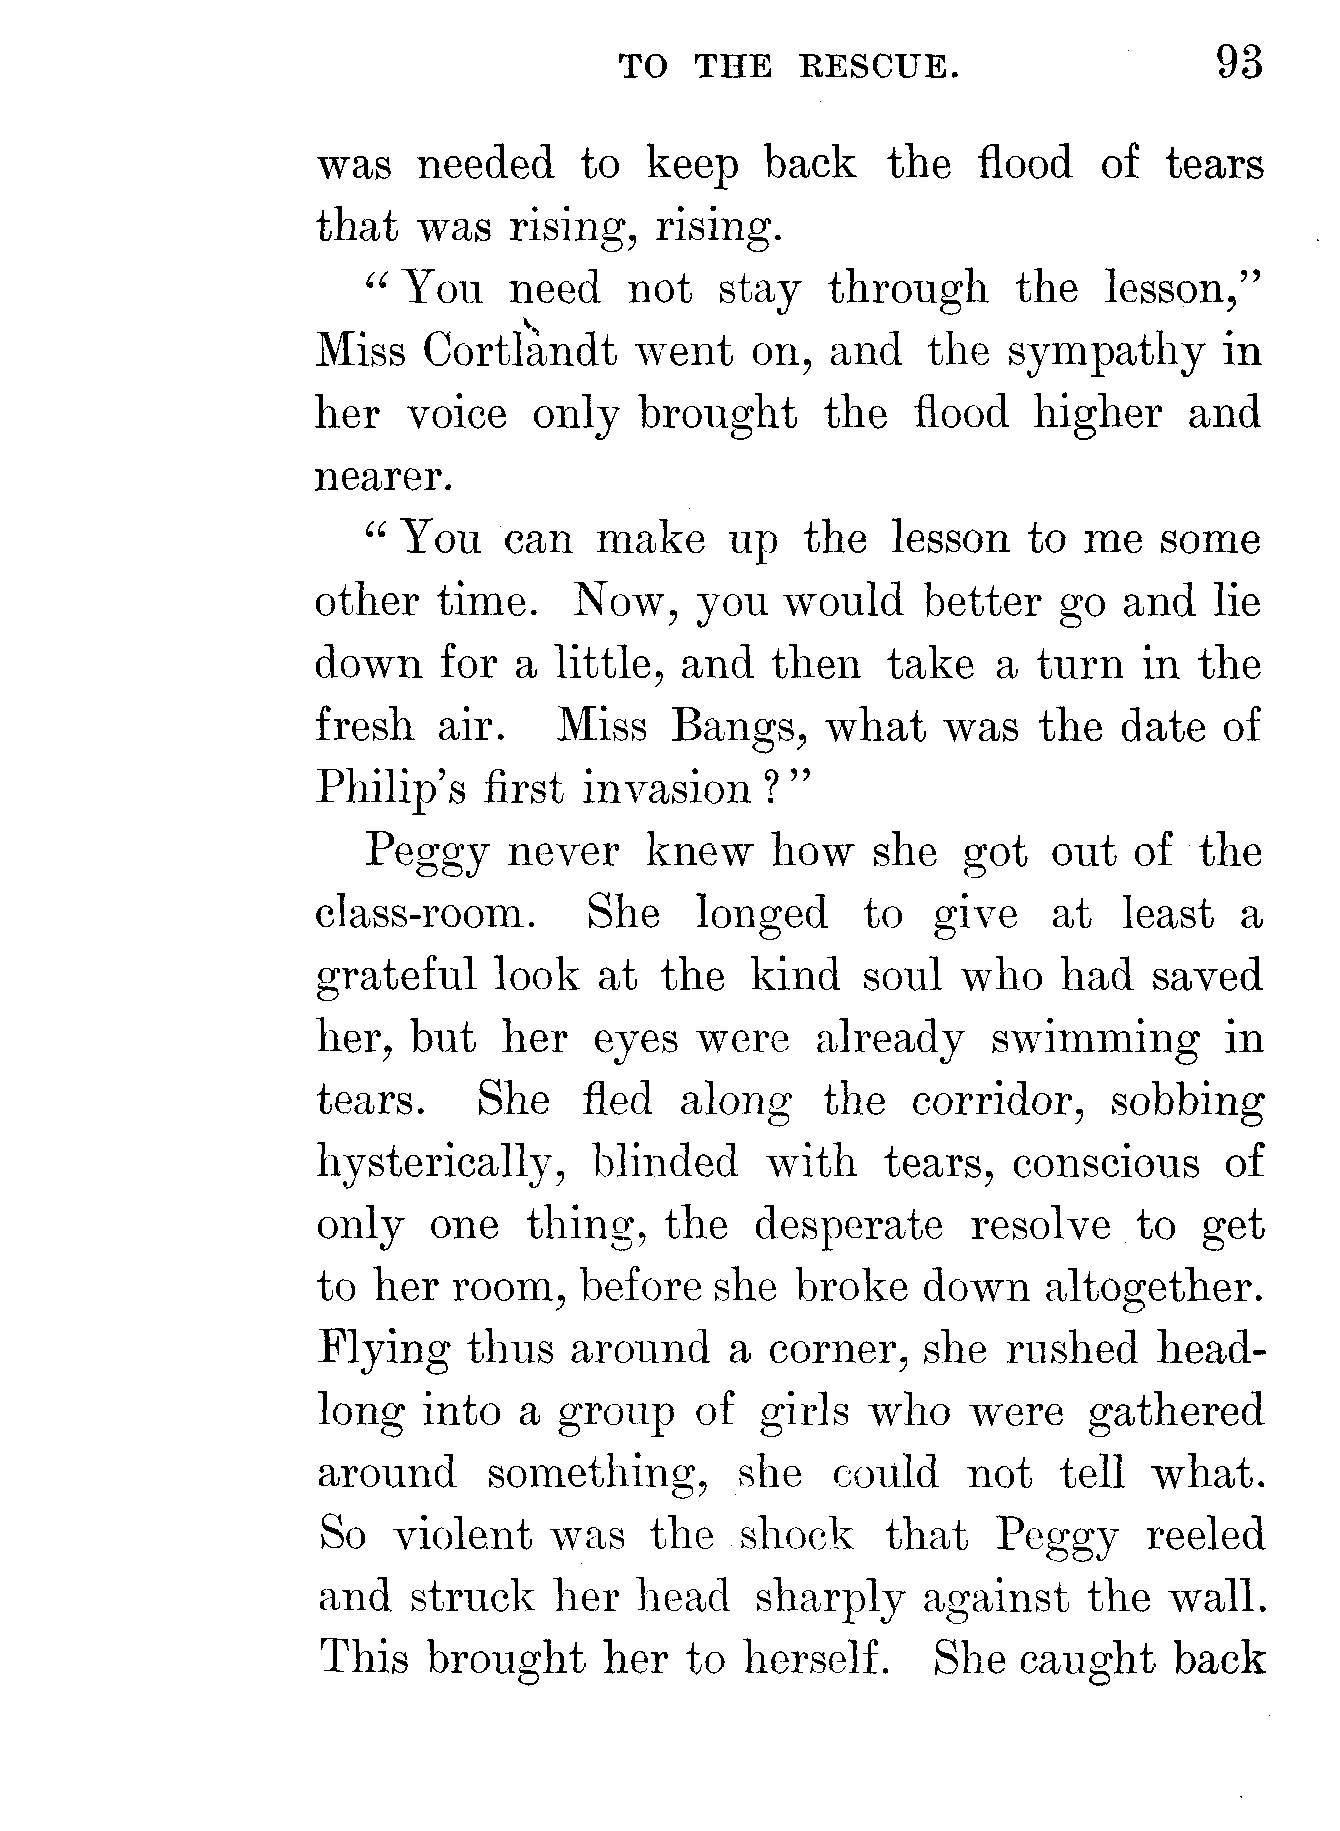 TO THE RESCUE. 93
was needed to keep back the flood of tears
that was rising, rising.
“ You need not stay through the lesson,”
Miss Cortlandt went on, and the sympathy in
her voice only brought the flood higher and
nearer.
“ You can make up the lesson to me some
other time. Now, you would better go and lie
down for a little, and then take a turn in the
fresh air. Miss Bangs, what was the date of
Philip’s first invasion ? ”
Peggy never knew how she got out of the
class-room. She longed to give at least a
grateful look at the kind soul who had saved
her, but her eyes were already swimming in
tears. She fled along the corridor, sobbing
hysterically, blinded with tears, conscious of
only one thing, the desperate resolve to get
to her room, before she broke down altogether.
Flying thus around a corner, she rushed head-
long into a group of girls who were gathered
around something, she could not tell what.
So violent was the shock that Peggy reeled
and struck her head sharply against the wall.
This brought her to herself. She caught back